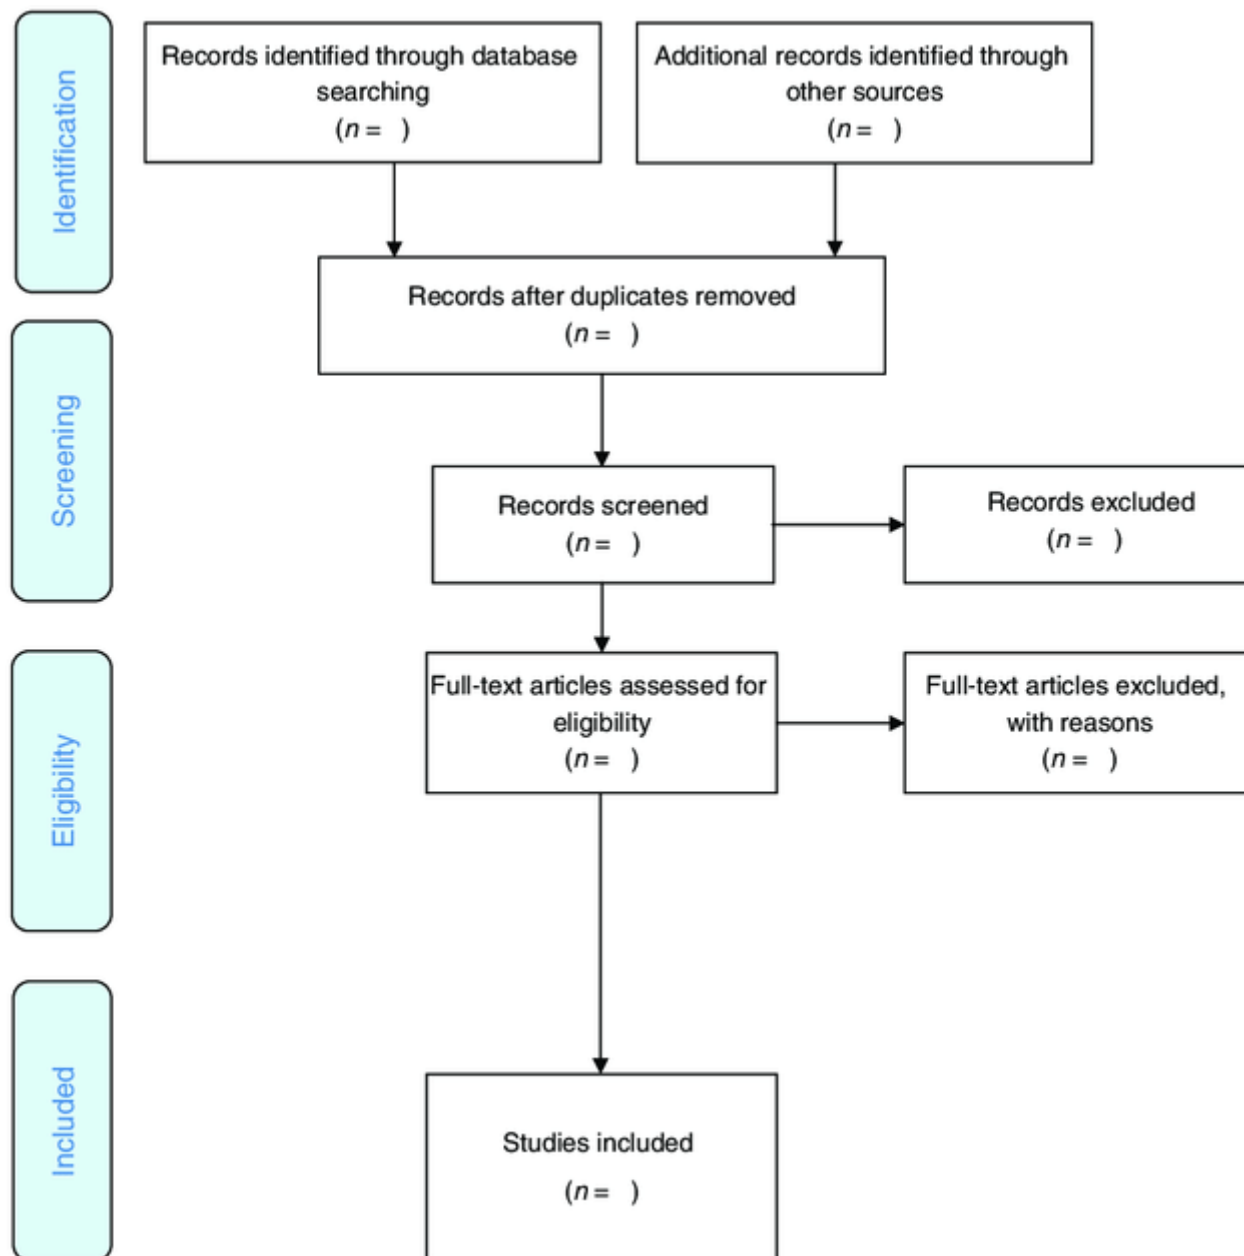 Identification
Records identified through database
searching
(n = )
Additional records identified through
other sources
(n = )
Records after duplicates removed
(n = )
Screening
Records screened
(n = )
Records excluded
(n = )
Eligibility
Full-text articles assessed for
eligibility
(n = )
Full-text articles excluded,
with reasons
(n = )
Included
Studies included
(n = )